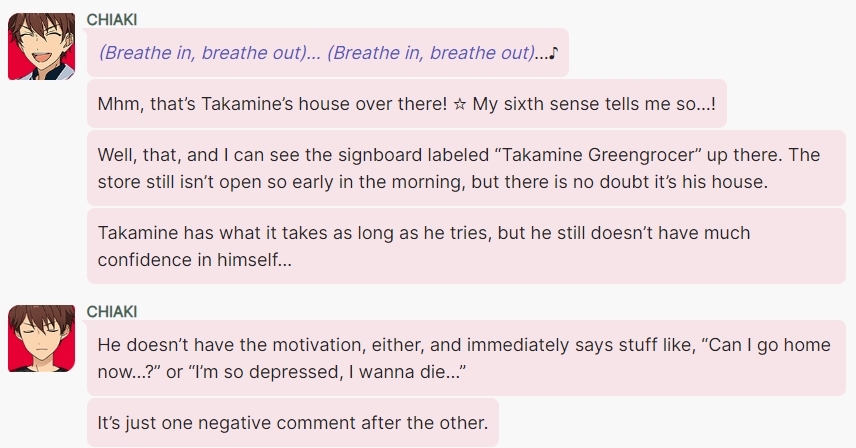 CHIAKI
(Breathe in, breathe out)... (Breathe in, breathe out)...♪
Mhm, that’s Takamine’s house over there! ☆ My sixth sense tells me so...!
Well, that, and I can see the signboard labeled “Takamine Greengrocer” up there. The
store still isn’t open so early in the morning, but there is no doubt it’s his house.
Takamine has what it takes as long as he tries, but he still doesn’t have much
confidence in himself...
CHIAKI
He doesn’t have the motivation, either, and immediately says stuff like, “Can I go home
now...?” or “I’m so depressed, I wanna die...”
It’s just one negative comment after the other.